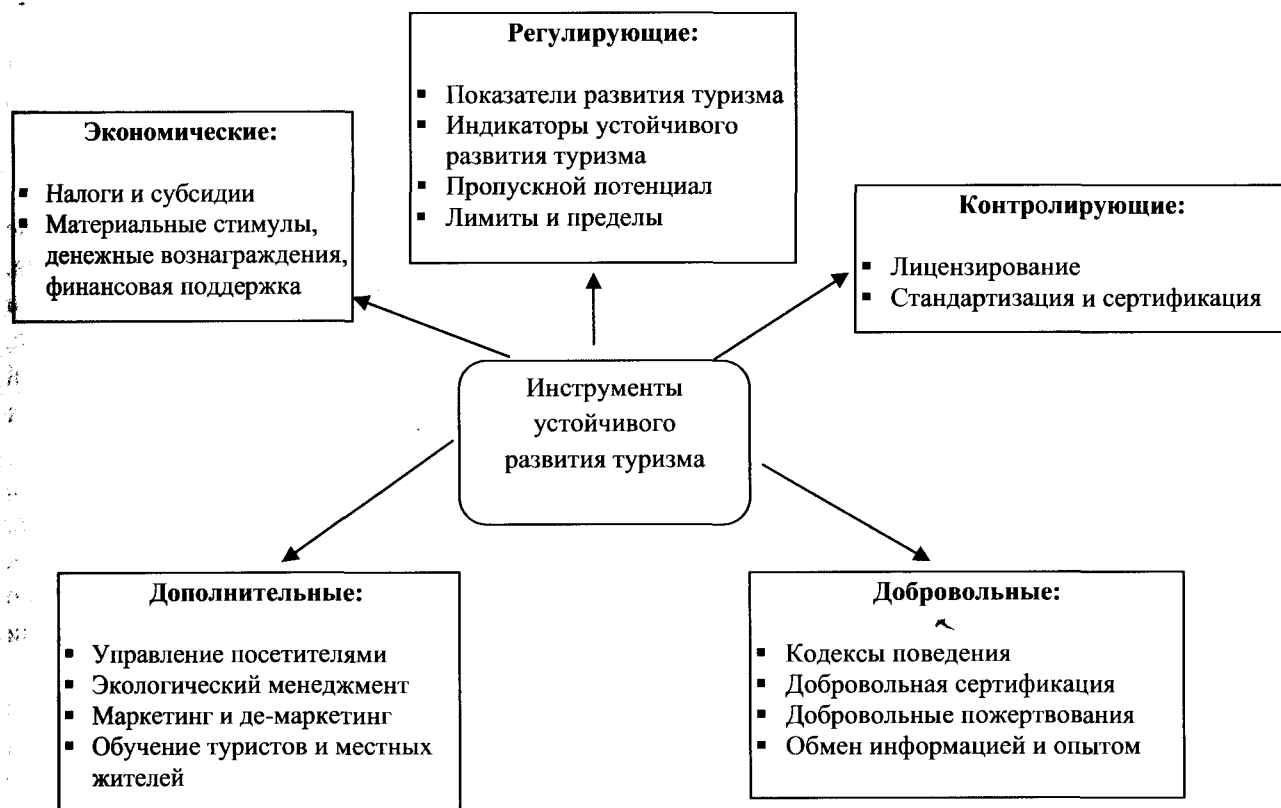 Регулирующие:
▪ Показатели развития туризма
▪ Индикаторы устойчивого
развития туризма
▪ Пропускной потенциал
▪ Лимиты и пределы
Экономические:
▪ Налоги и субсидии
▪ Материальные стимулы,
денежные вознаграждения,
финансовая поддержка
Контролирующие:
▪ Лицензирование
▪ Стандартизация и сертификация
Инструменты
устойчивого
развития туризма
Дополнительные:
▪ Управление посетителями
▪ Экологический менеджмент
▪ Маркетинг и де-маркетинг
▪ Обучение туристов и местных
жителей
Добровольные:
▪ Кодексы поведения
▪ Добровольная сертификация
▪ Добровольные пожертвования
▪ Обмен информацией и опытом